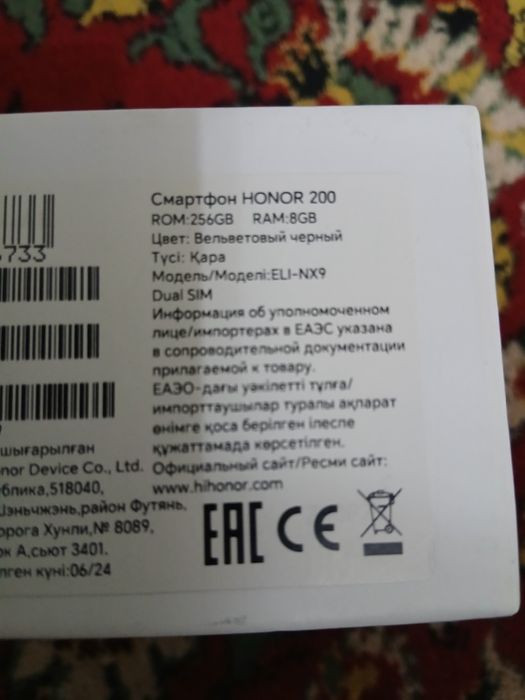 Смартфон HONOR 200
ROM:256GB RAM:8GB
Цвет: Вельветовый черный
Түсі: Қара
Модель/Моделі:ELI-NX9
Dual SIM
Информация об уполномоченном
лице/импортерах в ЕАЭС указана
в сопроводительной документации
прилагаемой к товару.
ЕАЭО-дағы уәкілетті тұлға/
импорттаушылар туралы ақпарат
өнімге қоса берілген ілеспе
құжаттамада көрсетілген.
Официальный сайт/Ресми сайт:
www.hihonor.com
EAC CE
733
шығарылған
onor Device Co., Ltd.
блика,518040,
Шэньчжэнь,район Футянь,
орога Хунли,№ 8089,
ок А,сьют 3401.
лген күні:06/24